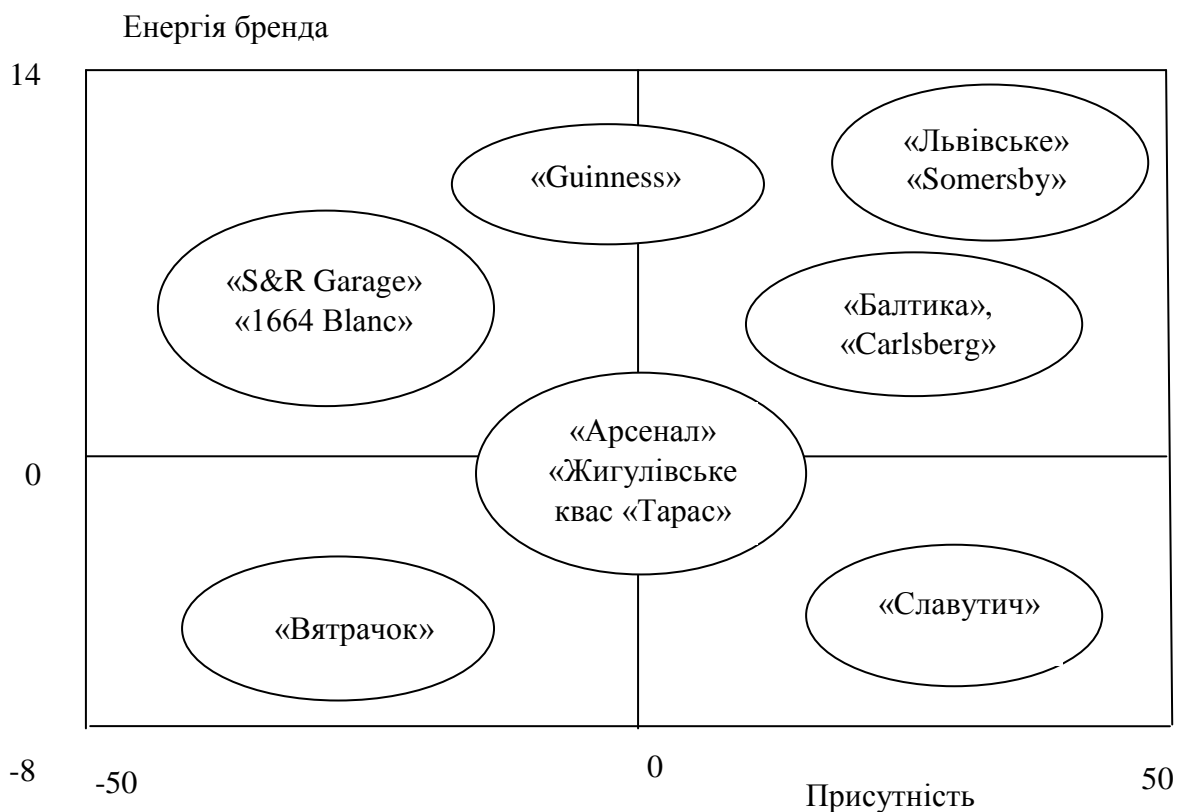 Енергія бренда
14
«Львівське»
«Somersby»
«Guinness»
«S&R Garage»
«1664 Blanc»
«Балтика»,
«Carlsberg»
«Арсенал»
«Жигулівське
квас «Тарас»
0
«Славутич»
«Вятрачок»
-8
-50
0
50
Присутність